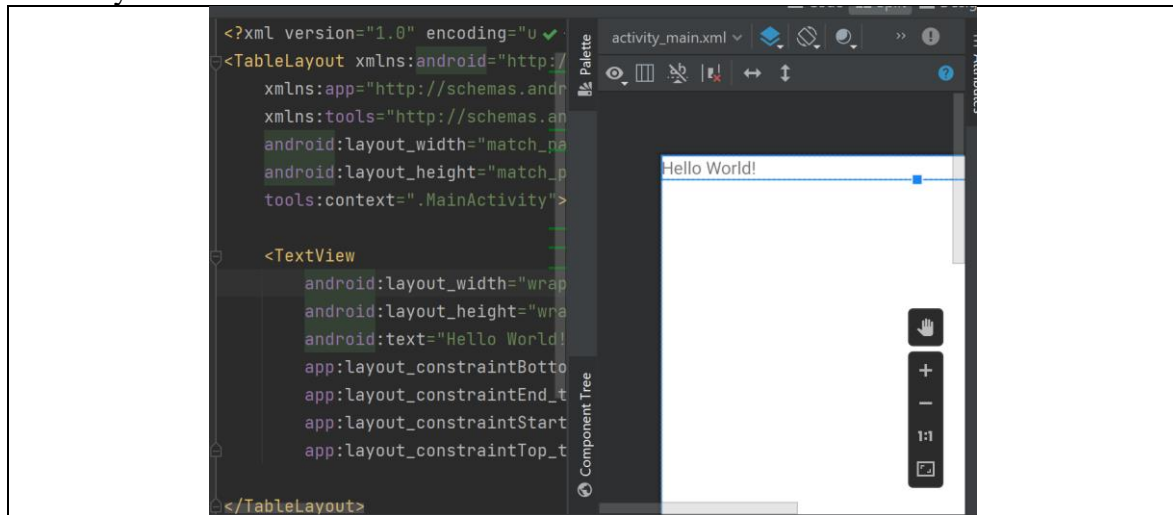 <?xml version="1.0" encoding="u
<TableLayout xmlns:android="http:/
xmlns:app="http://schemas.andr
xmlns:tools="http://schemas.an
android:layout_width="match_pa
android:layout_height="match_p
tools:context=".MainActivity">
<TextView
android:layout_width="wrap
android:layout_height="wra
android:text="Hello World!
app:layout_constraintBotto
app:layout_constraintEnd_t
app:layout_constraintStart
app:layout_constraintTop_t
</TableLayout>
Palette
Component Tree
activity_main.xml
Hello World!
1:1